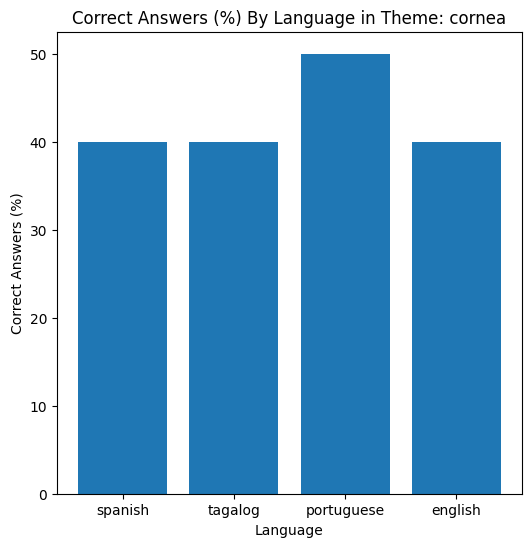 Correct Answers (%) By Language in Theme: cornea
Correct Answers (%)
50
40
30
20
10
0
spanish tagalog portuguese english
Language